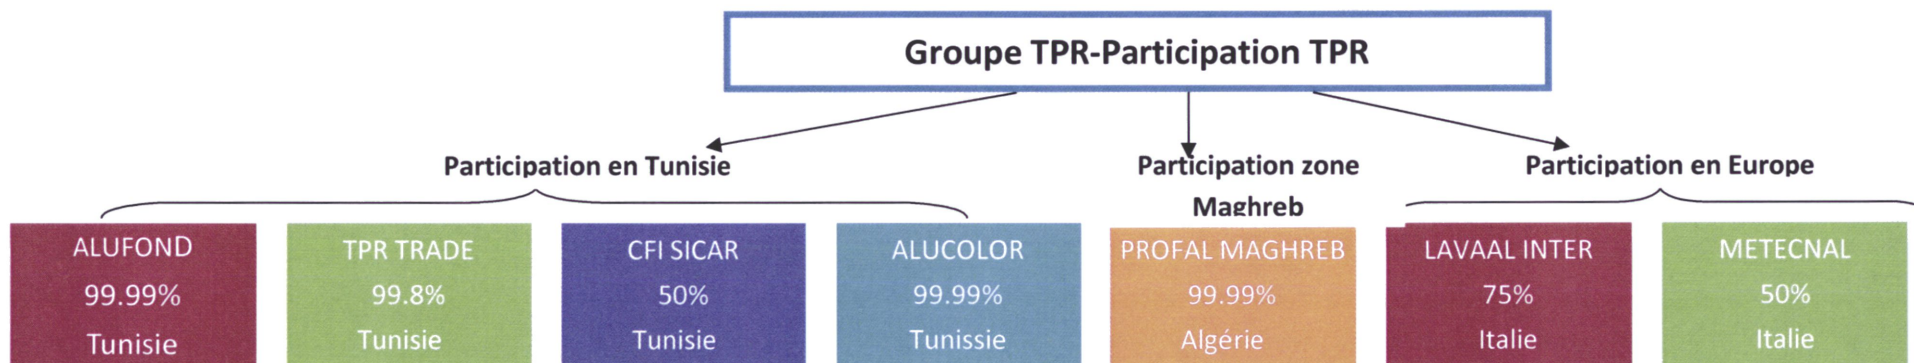 Groupe TPR-Participation TPR
Participation en Tunisie
Participation zone
Maghreb
Participation en Europe
ALUFOND
99.99%
Tunisie
TPR TRADE
99.8%
Tunisie
CFI SICAR
50%
Tunisie
ALUCOLOR
99.99%
Tunissie
PROFAL MAGHREB
99.99%
Algérie
LAVAAL INTER
75%
Italie
METECNAL
50%
Italie